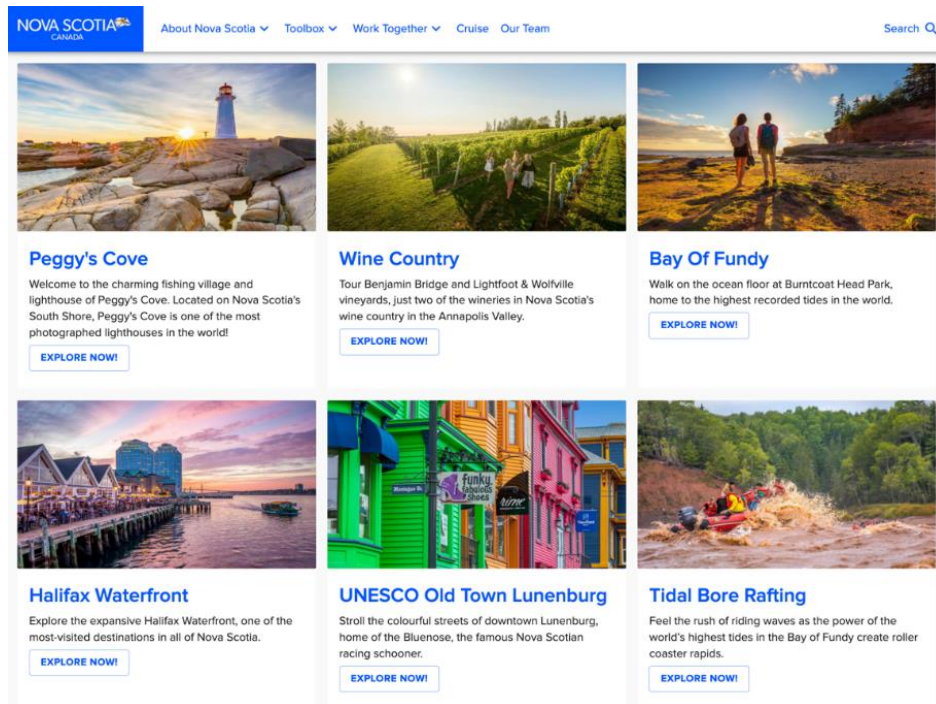 NOVA SCOTIA
CANADA
About Nova Scotia
Toolbox
Work Together
Cruise
Our Team
Search
Peggy's Cove
Welcome to the charming fishing village and
lighthouse of Peggy's Cove. Located on Nova Scotia's
South Shore, Peggy's Cove is one of the most
photographed lighthouses in the world!
EXPLORE NOW!
Wine Country
Tour Benjamin Bridge and Lightfoot & Wolfville
vineyards, just two of the wineries in Nova Scotia's
wine country in the Annapolis Valley.
EXPLORE NOW!
Bay Of Fundy
Walk on the ocean floor at Burntcoat Head Park,
home to the highest recorded tides in the world.
EXPLORE NOW!
Halifax Waterfront
Explore the expansive Halifax Waterfront, one of the
most-visited destinations in all of Nova Scotia.
EXPLORE NOW!
Montague St.
funky
fabulous
shoes
rime
UNESCO Old Town Lunenburg
Stroll the colourful streets of downtown Lunenburg,
home of the Bluenose, the famous Nova Scotian
racing schooner.
EXPLORE NOW!
Tidal Bore Rafting
Feel the rush of riding waves as the power of the
world's highest tides in the Bay of Fundy create roller
coaster rapids.
EXPLORE NOW!